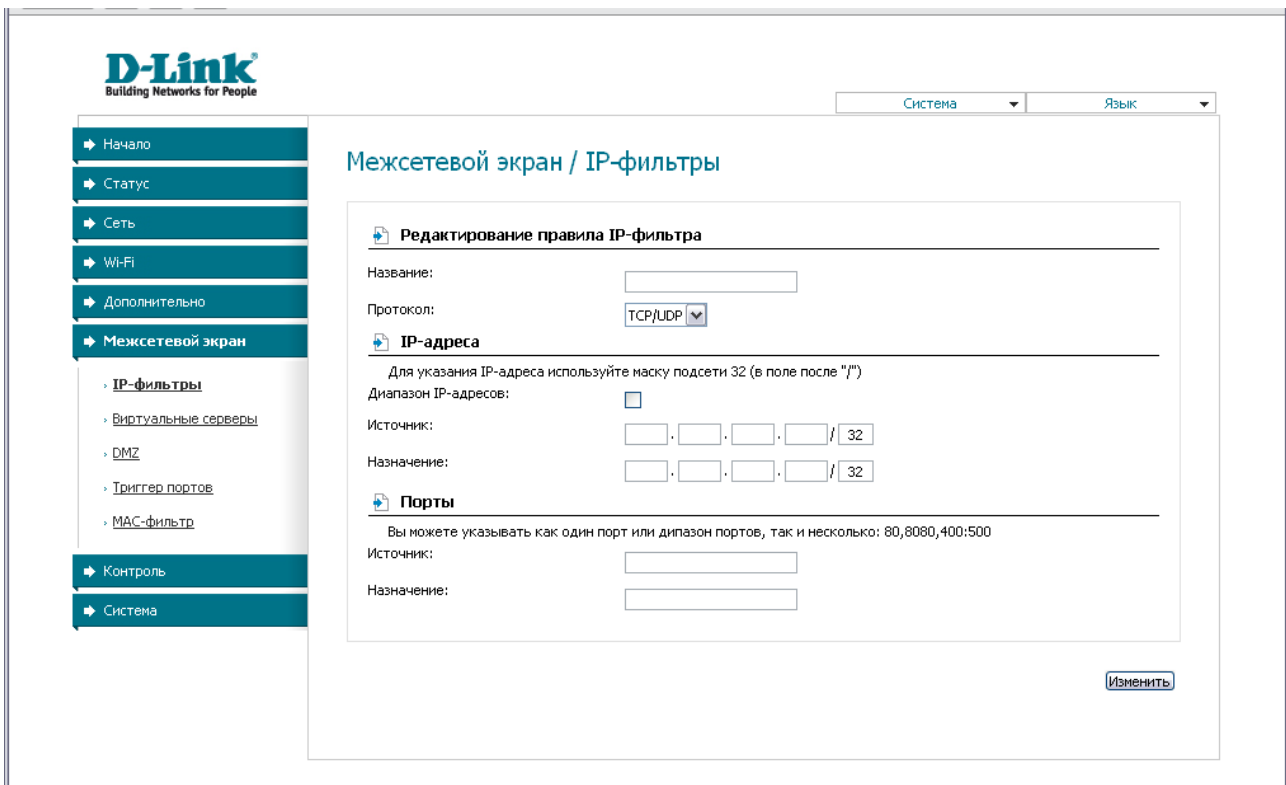 D-Link
Building Networks for People
Система Язык
Начало
Статус
Сеть
Wi-Fi
Дополнительно
Межсетевой экран
IP-фильтры
Виртуальные серверы
DMZ
Триггер портов
MAC-фильтр
Контроль
Система
Межсетевой экран / IP-фильтры
Редактирование правила IP-фильтра
Название:
Протокол: TCP/UDP
IP-адреса
Для указания IP-адреса используйте маску подсети 32 (в поле после "/")
Диапазон IP-адресов:
Источник: . . . / 32
Назначение: . . . / 32
Порты
Вы можете указывать как один порт или дипазон портов, так и несколько: 80,8080,400:500
Источник:
Назначение:
Изменить